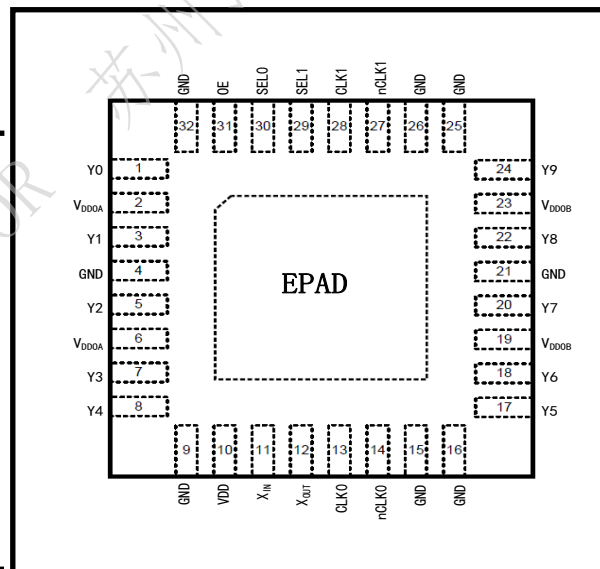 苏州
OR
GND OE SEL0 SEL1 CLK1 nCLK1 GND GND
32 31 30 29 28 27 26 25
Y0 1 24 Y9
VDDOA 2 23 VDDOB
Y1 3 22 Y8
GND 4 21 GND
EPAD
Y2 5 20 Y7
VDDOA 6 19 VDDOB
Y3 7 18 Y6
Y4 8 17 Y5
9 10 11 12 13 14 15 16
GND VDD XIN XOUT CLK0 nCLK0 GND GND